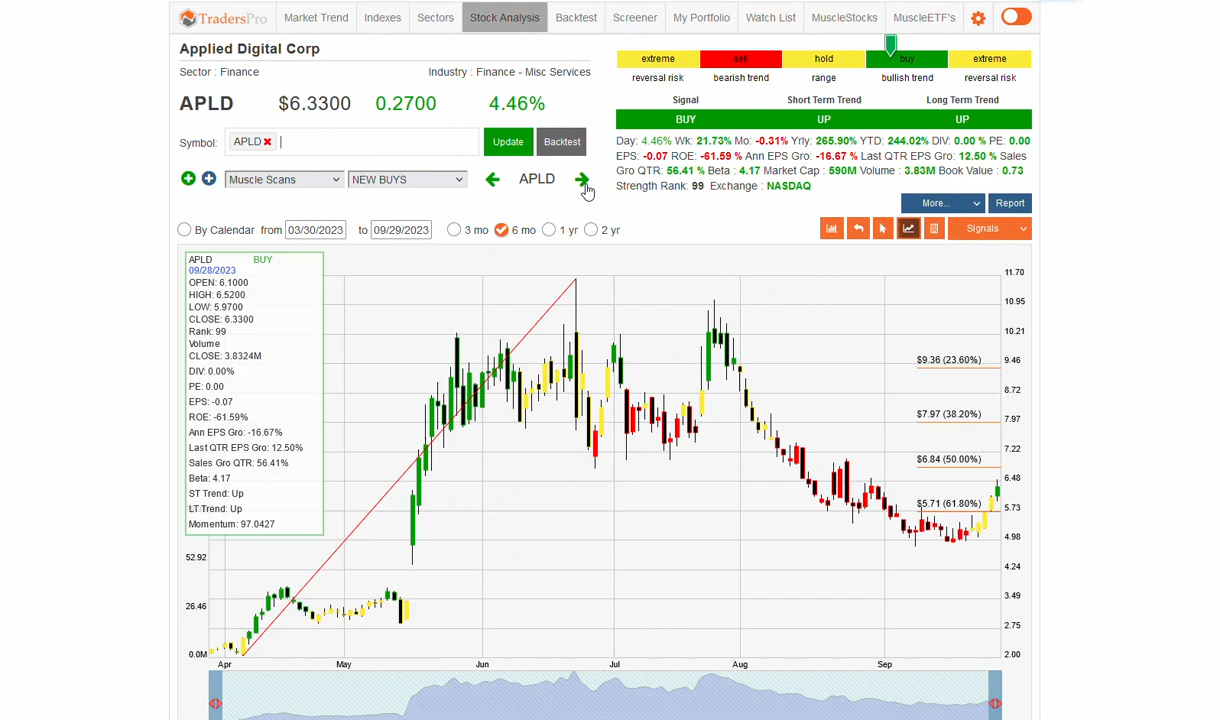 TradersPro Market Trend Indexes Sectors Stock Analysis Backtest Screener My Portfolio Watch List MuscleStocks MuscleETF's
Applied Digital Corp
Sector : Finance Industry : Finance - Misc Services
APLD $6.3300 0.2700 4.46%
Symbol: APLD Update Backtest
Muscle Scans NEW BUYS APLD
extreme sell hold buy extreme
reversal risk bearish trend range bullish trend reversal risk
Signal Short Term Trend Long Term Trend
BUY UP UP
Day: 4.46% Wk: 21.73% Mo: -0.31% Yrly: 265.90% YTD: 244.02% DIV: 0.00 % PE: 0.00
EPS: -0.07 ROE: -61.59 % Ann EPS Gro: -16.67 % Last QTR EPS Gro: 12.50 % Sales
Gro QTR: 56.41 % Beta : 4.17 Market Cap : 590M Volume : 3.83M Book Value : 0.73
Strength Rank: 99 Exchange : NASDAQ
More... Report
By Calendar from 03/30/2023 to 09/29/2023 3 mo 6 mo 1 yr 2 yr Signals
APLD BUY
09/28/2023
OPEN: 6.1000
HIGH: 6.5200
LOW: 5.9700
CLOSE: 6.3300
Rank: 99
Volume
CLOSE: 3.8324M
DIV: 0.00%
PE: 0.00
EPS: -0.07
ROE: -61.59%
Ann EPS Gro: -16.67%
Last QTR EPS Gro: 12.50%
Sales Gro QTR: 56.41%
Beta: 4.17
ST Trend: Up
LT Trend: Up
Momentum: 97.0427
52.92
26.46
0.0M
$9.36 (23.60%)
$7.97 (38.20%)
$6.84 (50.00%)
$5.71 (61.80%)
11.70
10.95
10.21
9.46
8.72
7.97
7.22
6.48
5.73
4.98
4.24
3.49
2.75
2.00
Apr May Jun Jul Aug Sep